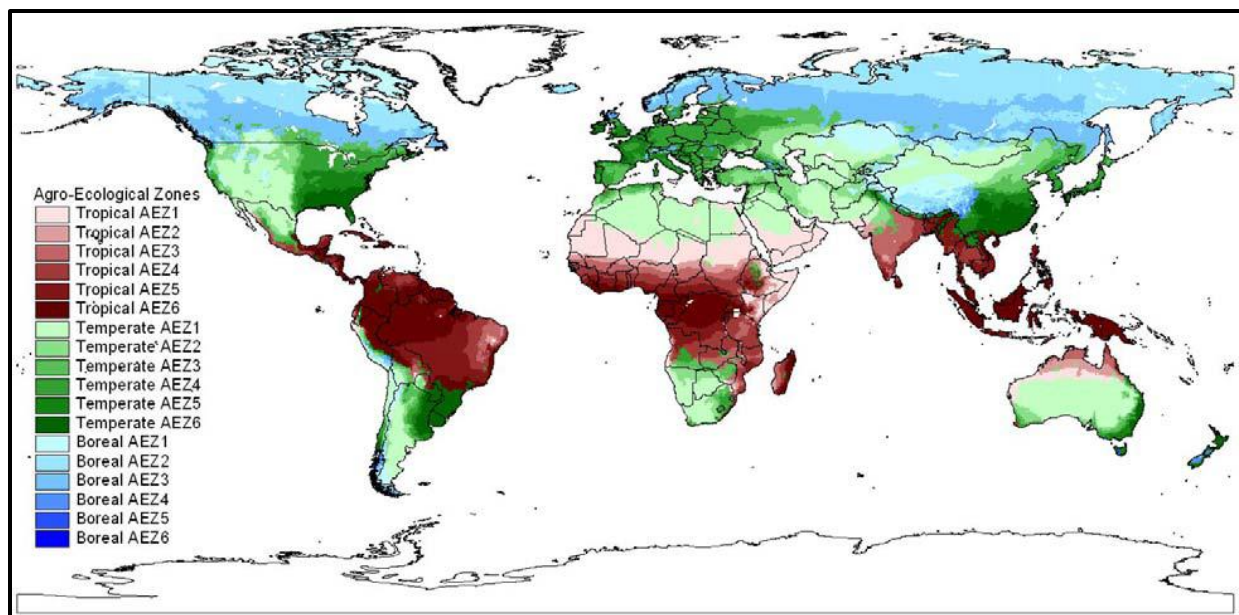 Agro-Ecological Zones
Tropical AEZ1
Tropical AEZ2
Tropical AEZ3
Tropical AEZ4
Tropical AEZ5
Tropical AEZ6
Temperate AEZ1
Temperate AEZ2
Temperate AEZ3
Temperate AEZ4
Temperate AEZ5
Temperate AEZ6
Boreal AEZ1
Boreal AEZ2
Boreal AEZ3
Boreal AEZ4
Boreal AEZ5
Boreal AEZ6